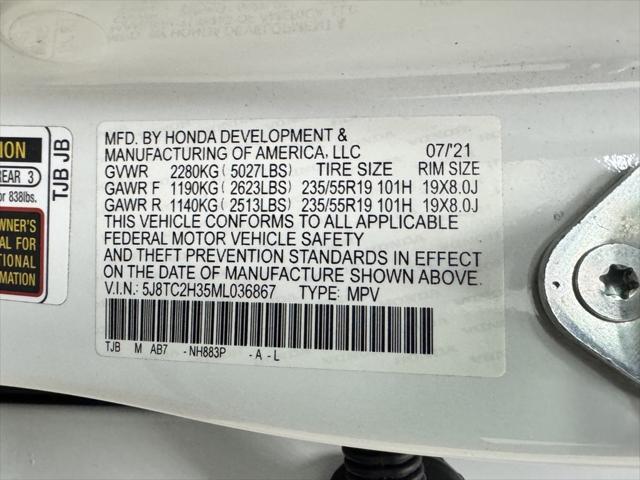 MFD. BY HONDA DEVELOPMENT &
MANUFACTURING OF AMERICA, LLC 07/'21
GVWR 2280KG (5027LBS) TIRE SIZE RIM SIZE
GAWR F 1190KG (2623LBS) 235/55R19 101H 19X8.0J
GAWR R 1140KG (2513LBS) 235/55R19 101H 19X8.0J
THIS VEHICLE CONFORMS TO ALL APPLICABLE
FEDERAL MOTOR VEHICLE SAFETY
AND THEFT PREVENTION STANDARDS IN EFFECT
ON THE DATE OF MANUFACTURE SHOWN ABOVE.
V.I.N.: 5J8TC2H35ML036867 TYPE: MPV
TJB M AB7 -NH883P -A-L
ION
REAR 3
or 838lbs.
OWNER'S
AL FOR
TIONAL
RMATION
TJB JB